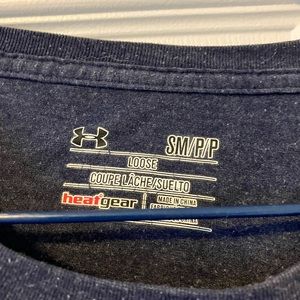 SM/P/P
LOOSE
COUPE LÂCHE/SUELTO
heatgear
MADE IN CHINA